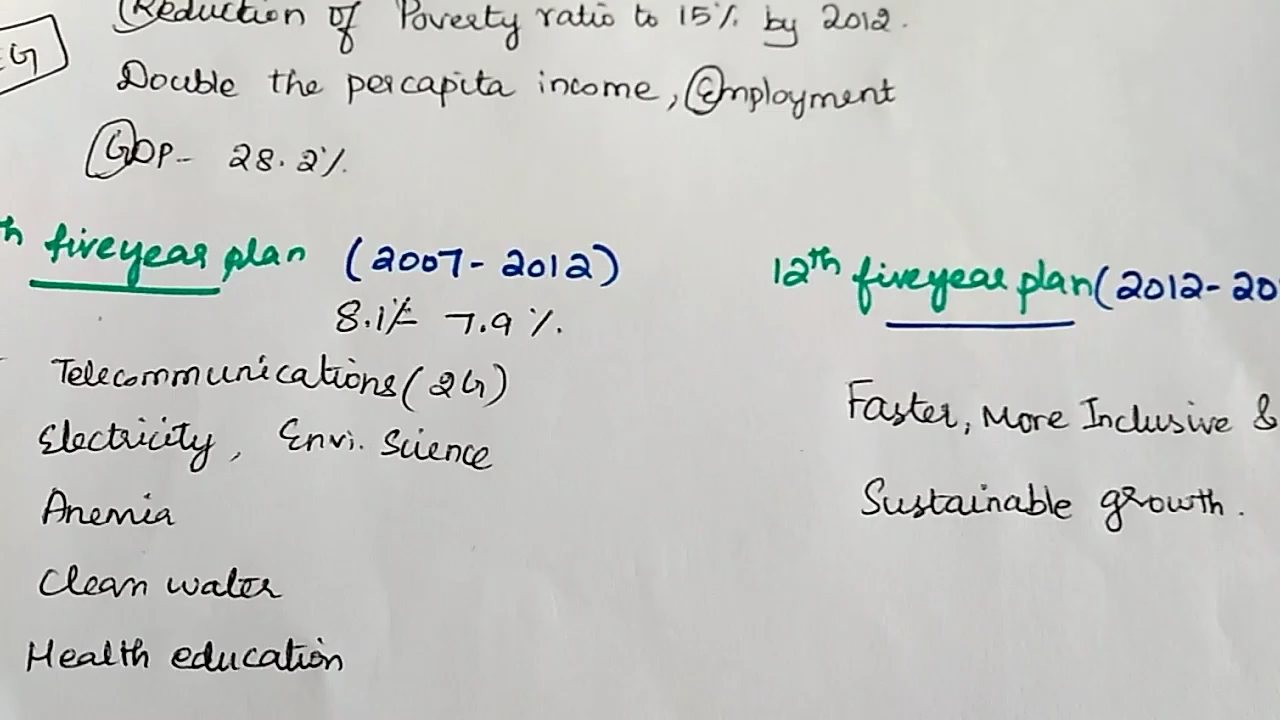 Reduction of Poverty ratio to 15% by 2012.
Double the percapita income, Employment
GDP- 28.2%.
th fiveyear plan (2007-2012)
8.1% 7.9%.
Telecommunications(2G)
Electricity, Envi. Science
Anemia
Clean water
Health education
12th fiveyear plan(2012-20
Faster, More Inclusive &
Sustainable growth.